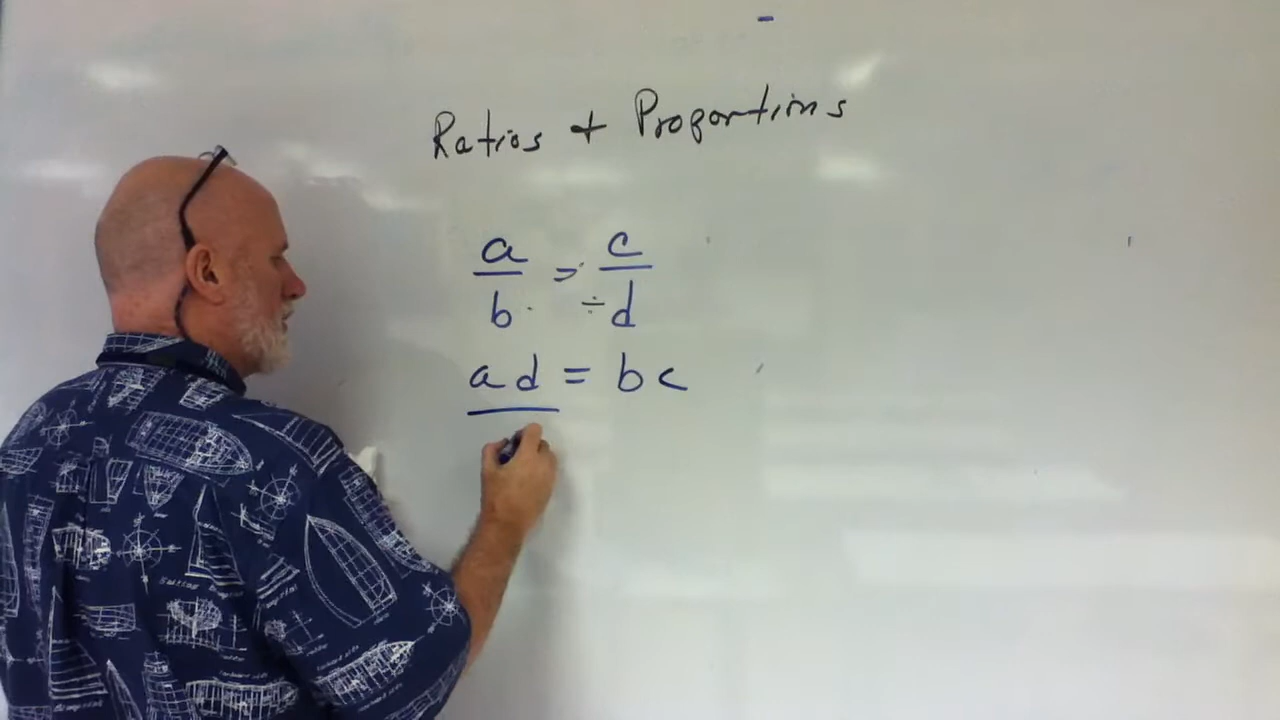 Ratios + Proportions
a/b = c/d
÷
ad = bc